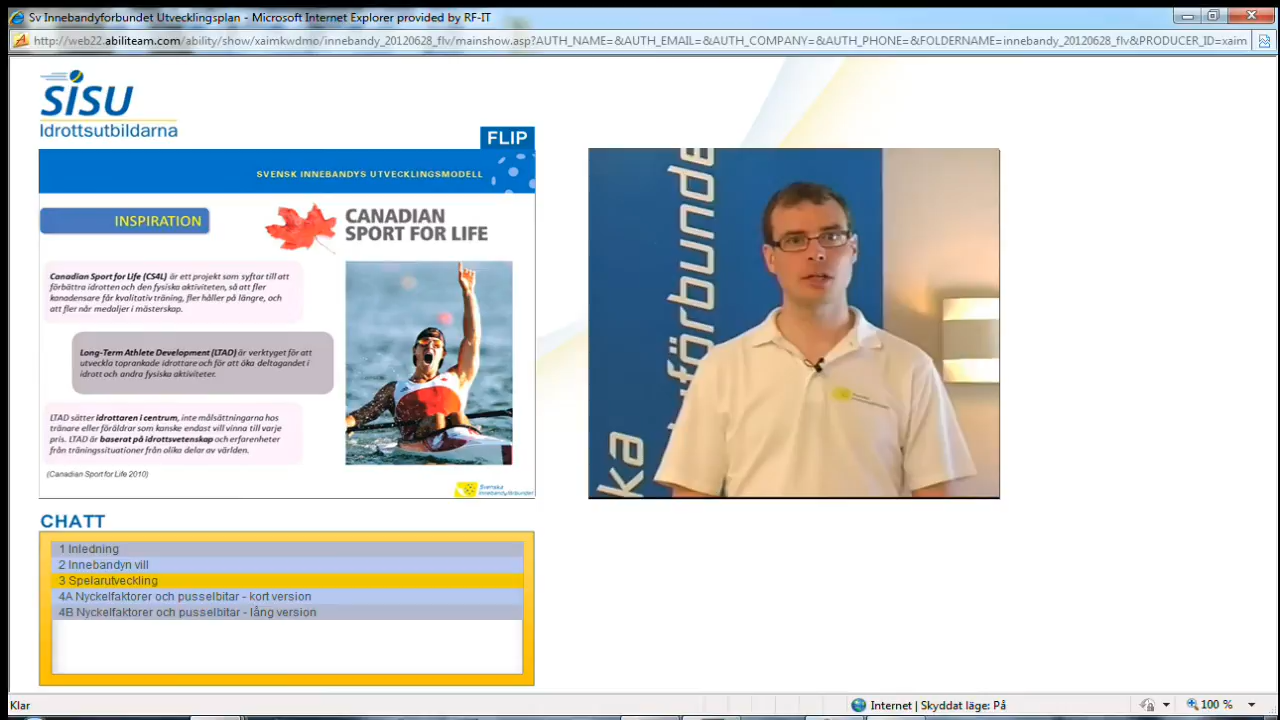 Sv Innebandyforbundet Utvecklingsplan - Microsoft Internet Explorer provided by RF-IT
http://web22.abiliteam.com/ability/show/xaimkwdmo/innebandy_20120628_flv/mainshow.asp?AUTH_NAME=&AUTH_EMAIL=&AUTH_COMPANY=&AUTH_PHONE=&FOLDERNAME=innebandy_20120628_flv&PRODUCER_ID=xaim
SISU
Idrottsutbildarna
FLIP
SVENSK INNEBANDYS UTVECKLINGSMODELL
INSPIRATION
CANADIAN
SPORT FOR LIFE
Canadian Sport for Life (CS4L) är ett projekt som syftar till att
förbättra idrotten och den fysiska aktiviteten, så att fler
kanadensare får kvalitativ träning, fler håller på längre, och
att fler når medaljer i mästerskap.
Long-Term Athlete Development (LTAD) är verktyget för att
utveckla toprankade idrottare och för att öka deltagandet i
idrott och andra fysiska aktiviteter.
LTAD sätter idrottaren i centrum, inte målsättningarna hos
tränare eller föräldrar som kanske endast vill vinna till varje
pris. LTAD är baserat på idrottsvetenskap och erfarenheter
från träningssituationer från olika delar av världen.
(Canadian Sport for Life 2010)
Svenska
Innebandyförbundet
förbunde
ka
CHATT
1 Inledning
2 Innebandyn vill
3 Spelarutveckling
4A Nyckelfaktorer och pusselbitar - kort version
4B Nyckelfaktorer och pusselbitar - lång version
Klar
Internet | Skyddat läge: På
100 %